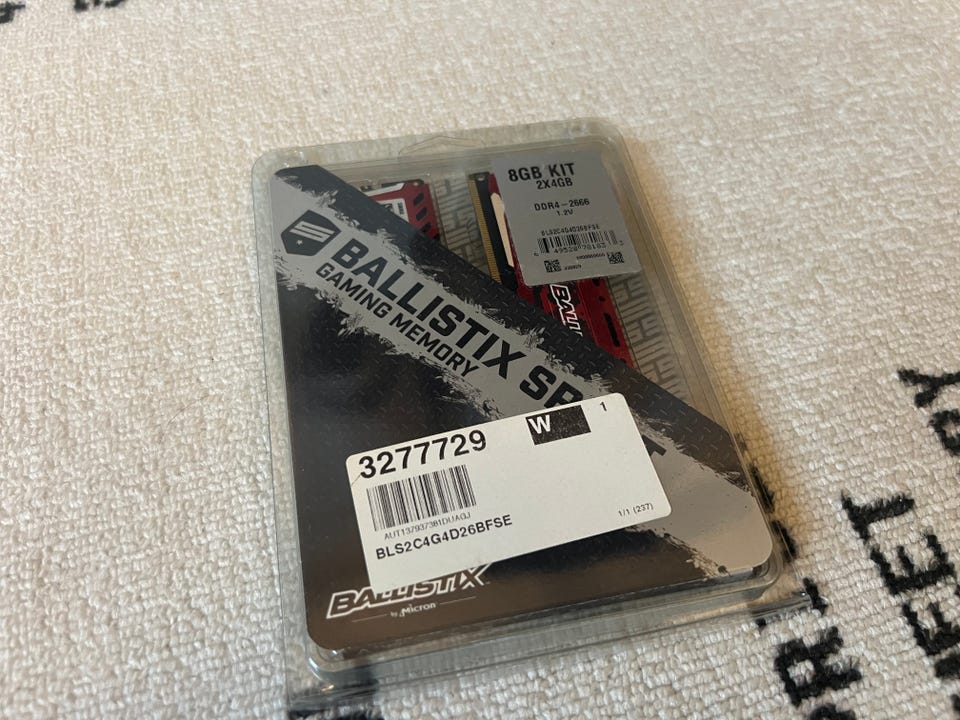 8GB KIT
2X4GB
DDR4-2666
1.2V
BLS2C4G4D26BFSE
BALLISTIX SP
GAMING MEMORY
W
1
3277729
AUT137937381DUAGJ
BLS2C4G4D26BFSE
1/1 (237)
BALLISTIX
by Micron